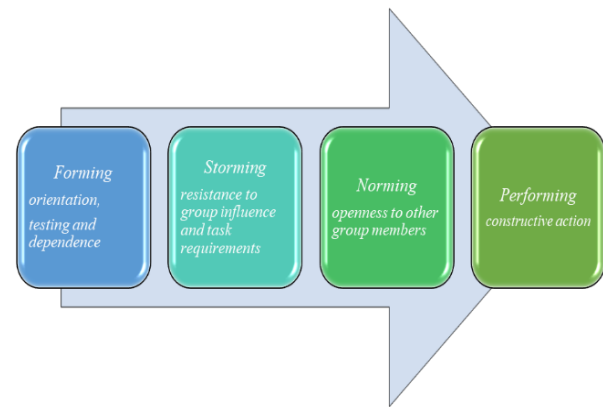 Forming
orientation,
testing and
dependence
Storming
resistance to
group influence
and task
requirements
Norming
openness to other
group members
Performing
constructive action